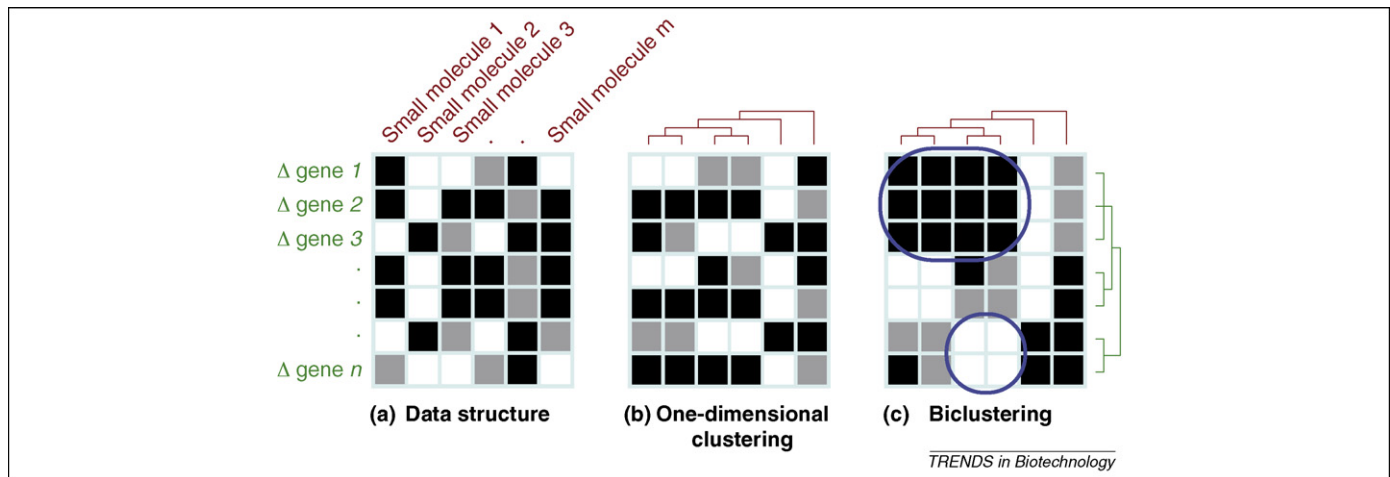 Small molecule 1
Small molecule 2
Small molecule 3
.
.
Small molecule m
Δ gene 1
Δ gene 2
Δ gene 3
.
.
.
Δ gene n
(a) Data structure
(b) One-dimensional
clustering
(c) Biclustering
TRENDS in Biotechnology